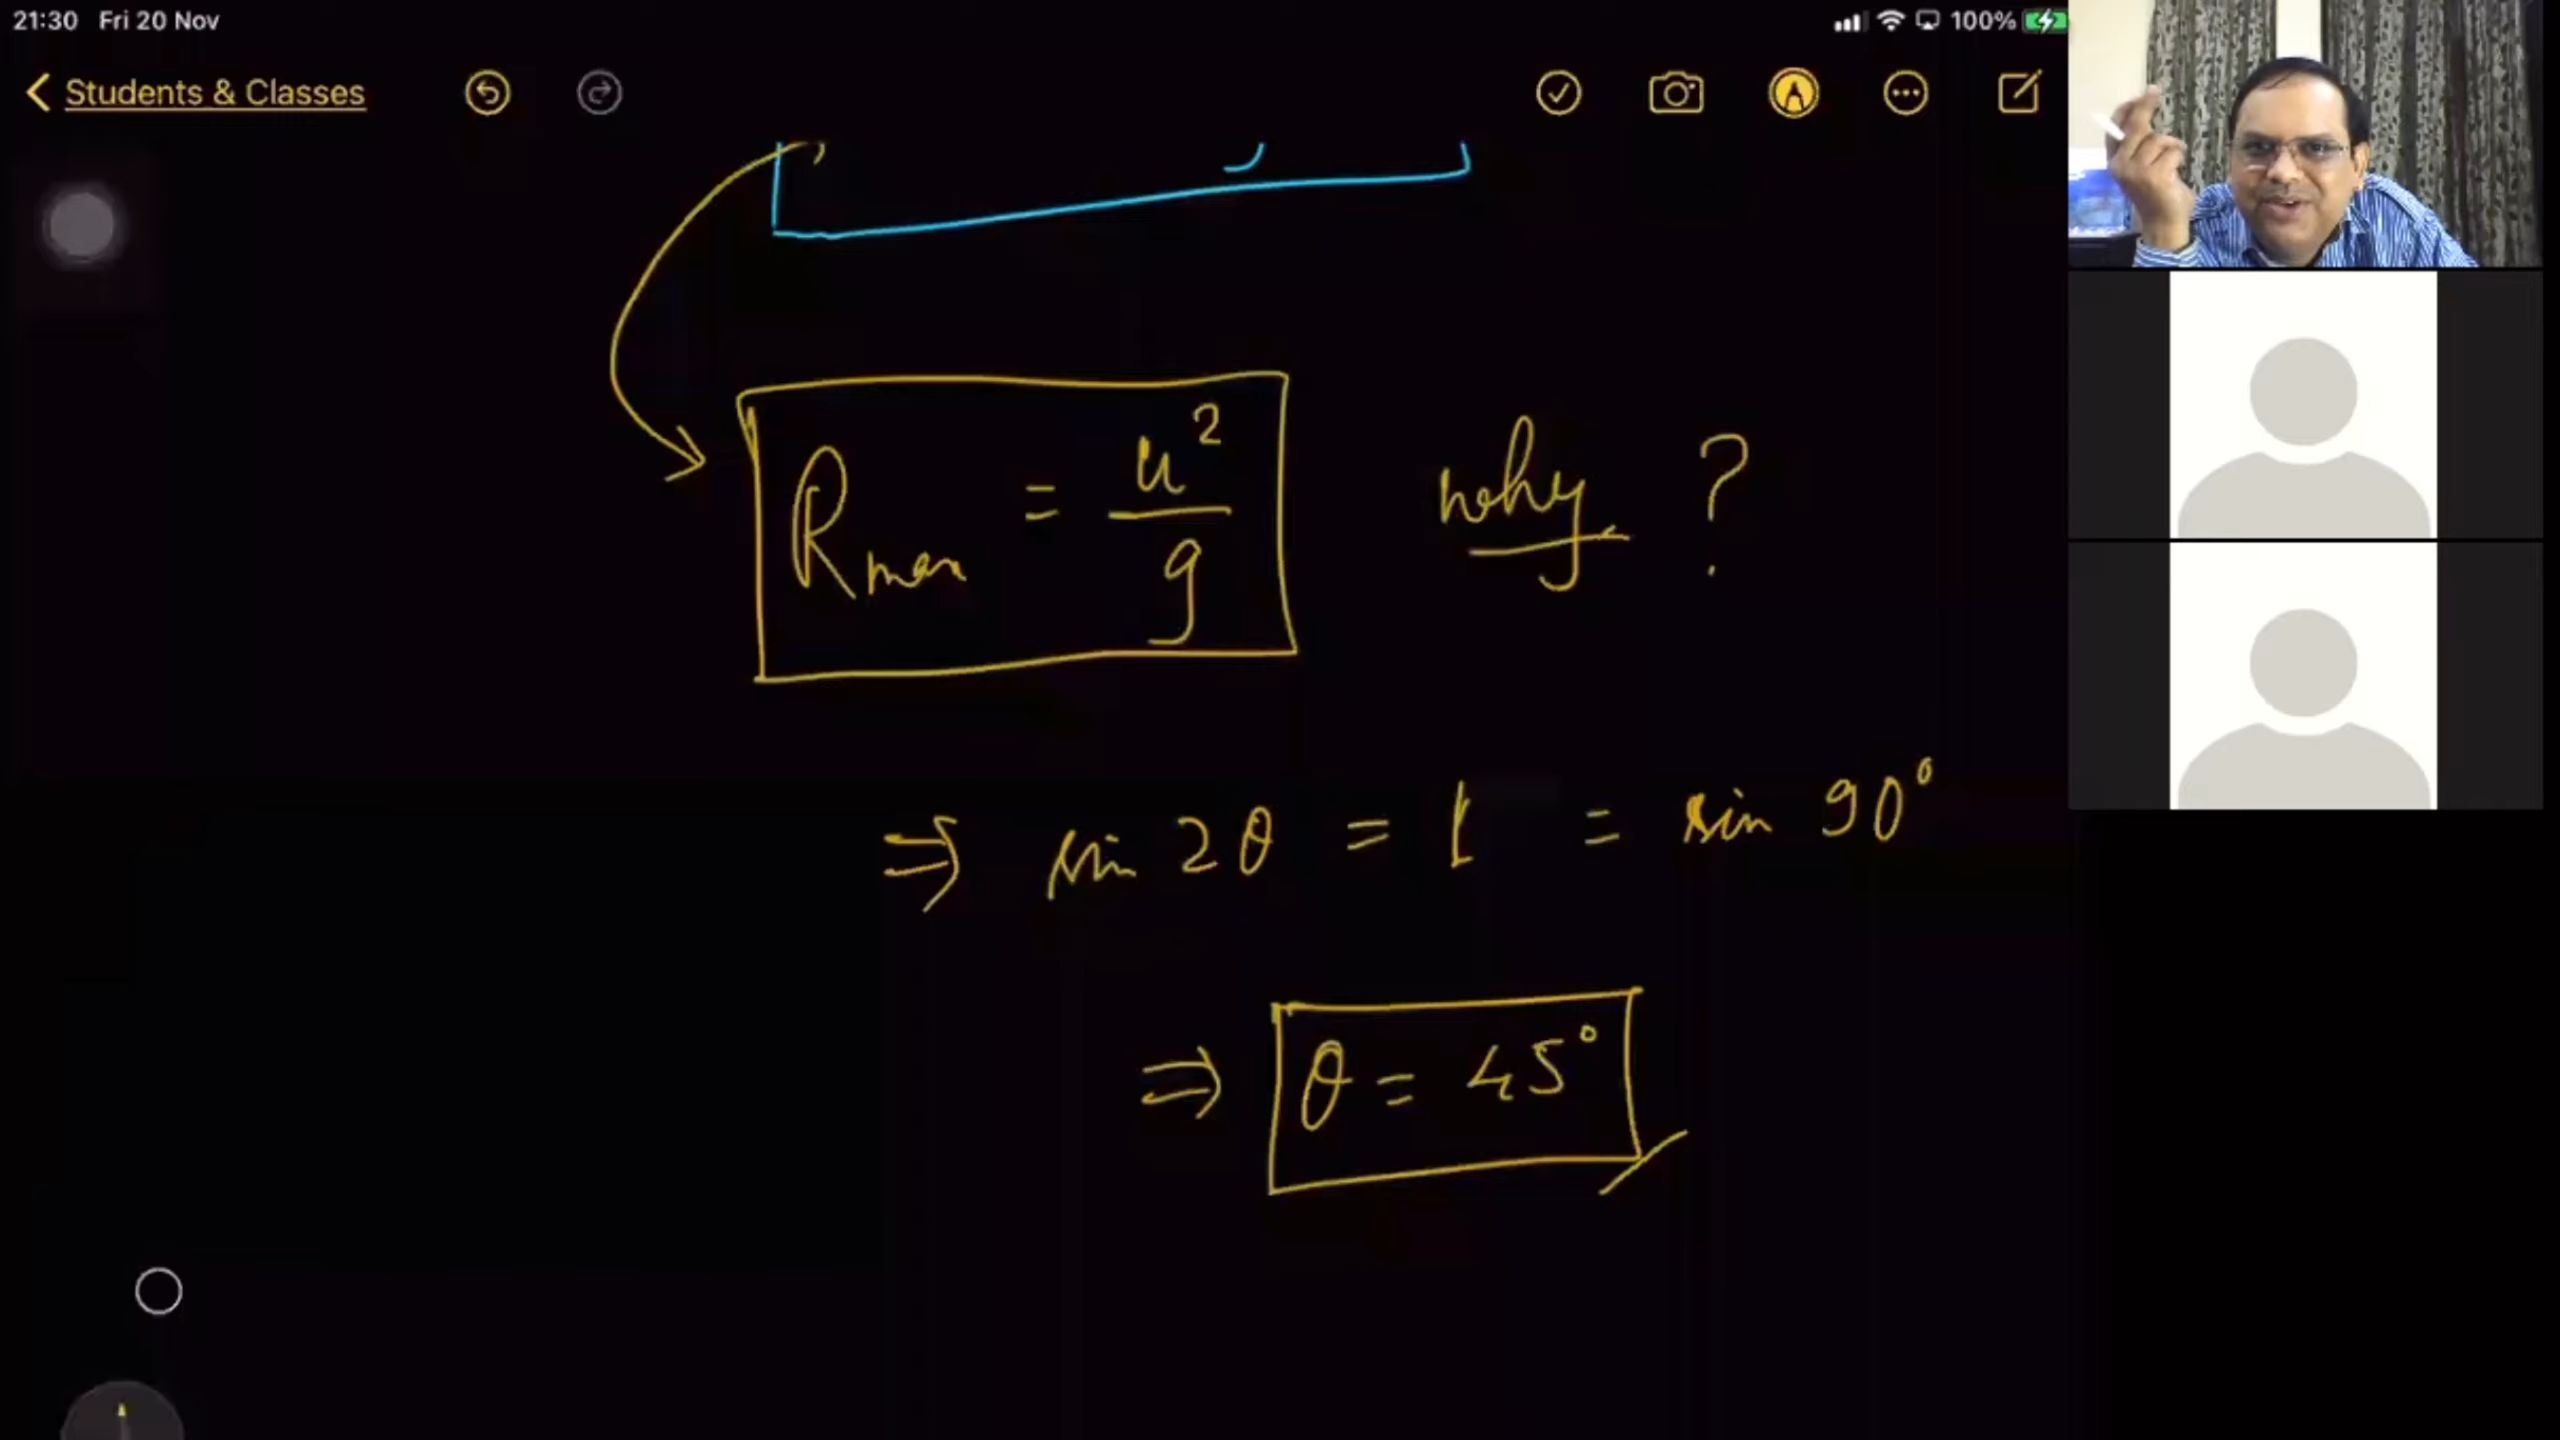 21:30 Fri 20 Nov 100%
Students & Classes
Rmax = u²/g why ?
⇒ sin 2θ = 1 = sin 90°
⇒ θ = 45°